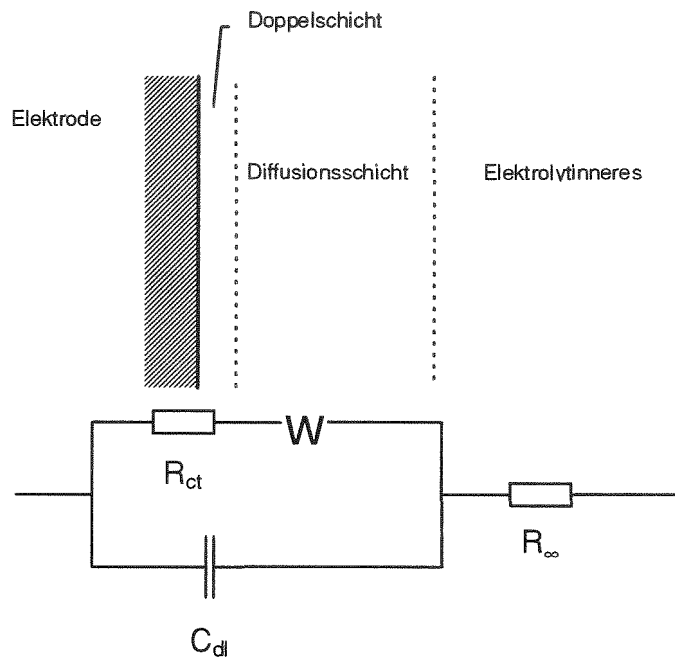 Doppelschicht
Elektrode
Diffusionsschicht
Elektrolytinneres
W
Rct
R∞
Cdl